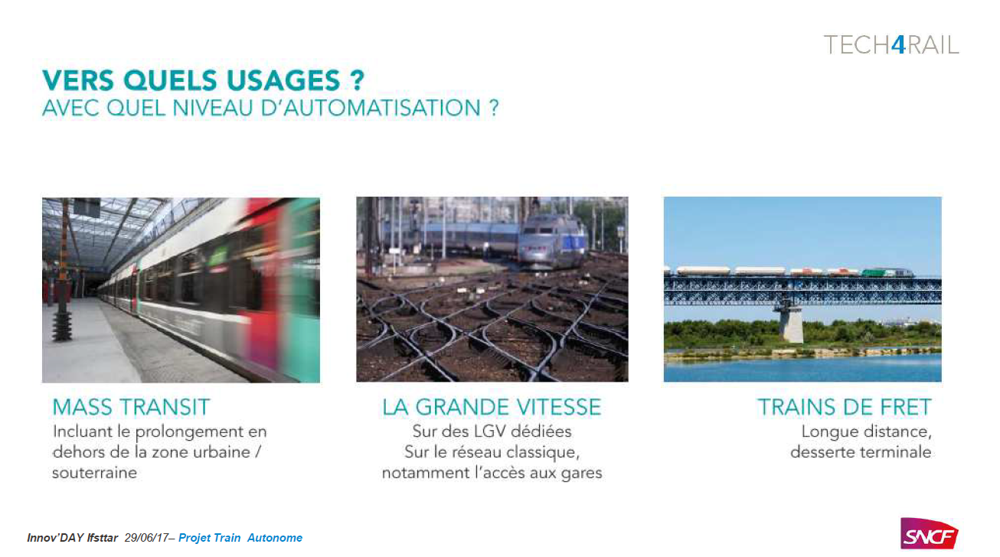 TECH4RAIL
VERS QUELS USAGES ?
AVEC QUEL NIVEAU D'AUTOMATISATION ?
MASS TRANSIT
Incluant le prolongement en
dehors de la zone urbaine /
souterraine
LA GRANDE VITESSE
Sur des LGV dédiées
Sur le réseau classique,
notamment l'accès aux gares
TRAINS DE FRET
Longue distance,
desserte terminale
Innov'DAY Ifsttar 29/06/17– Projet Train Autonome
SNCF